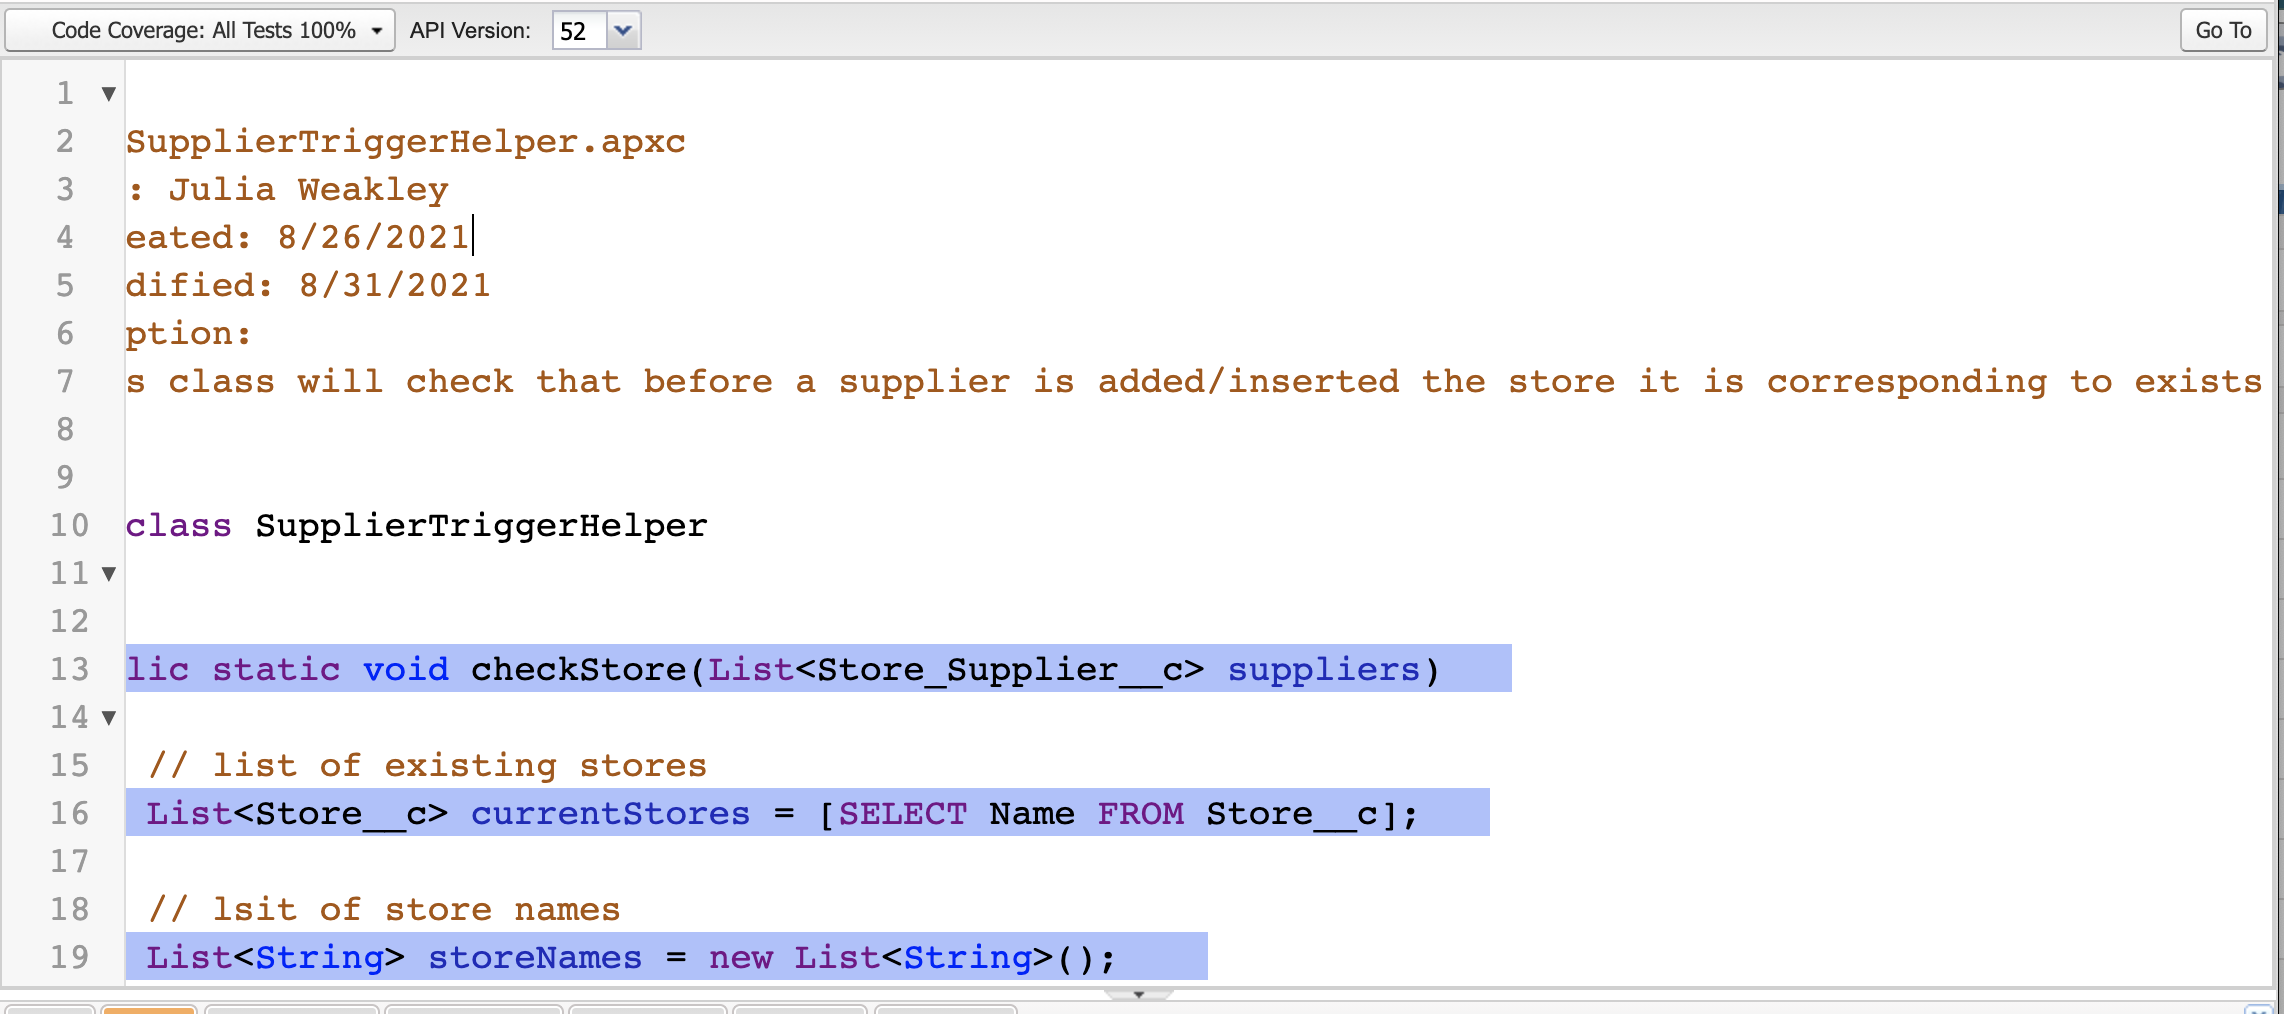 Code Coverage: All Tests 100% API Version: 52 Go To
1
2 SupplierTriggerHelper.apxc
3 : Julia Weakley
4 eated: 8/26/2021
5 dified: 8/31/2021
6 ption:
7 s class will check that before a supplier is added/inserted the store it is corresponding to exists
8
9
10 class SupplierTriggerHelper
11
12
13 lic static void checkStore(List<Store_Supplier__c> suppliers)
14
15 // list of existing stores
16 List<Store__c> currentStores = [SELECT Name FROM Store__c];
17
18 // lsit of store names
19 List<String> storeNames = new List<String>();